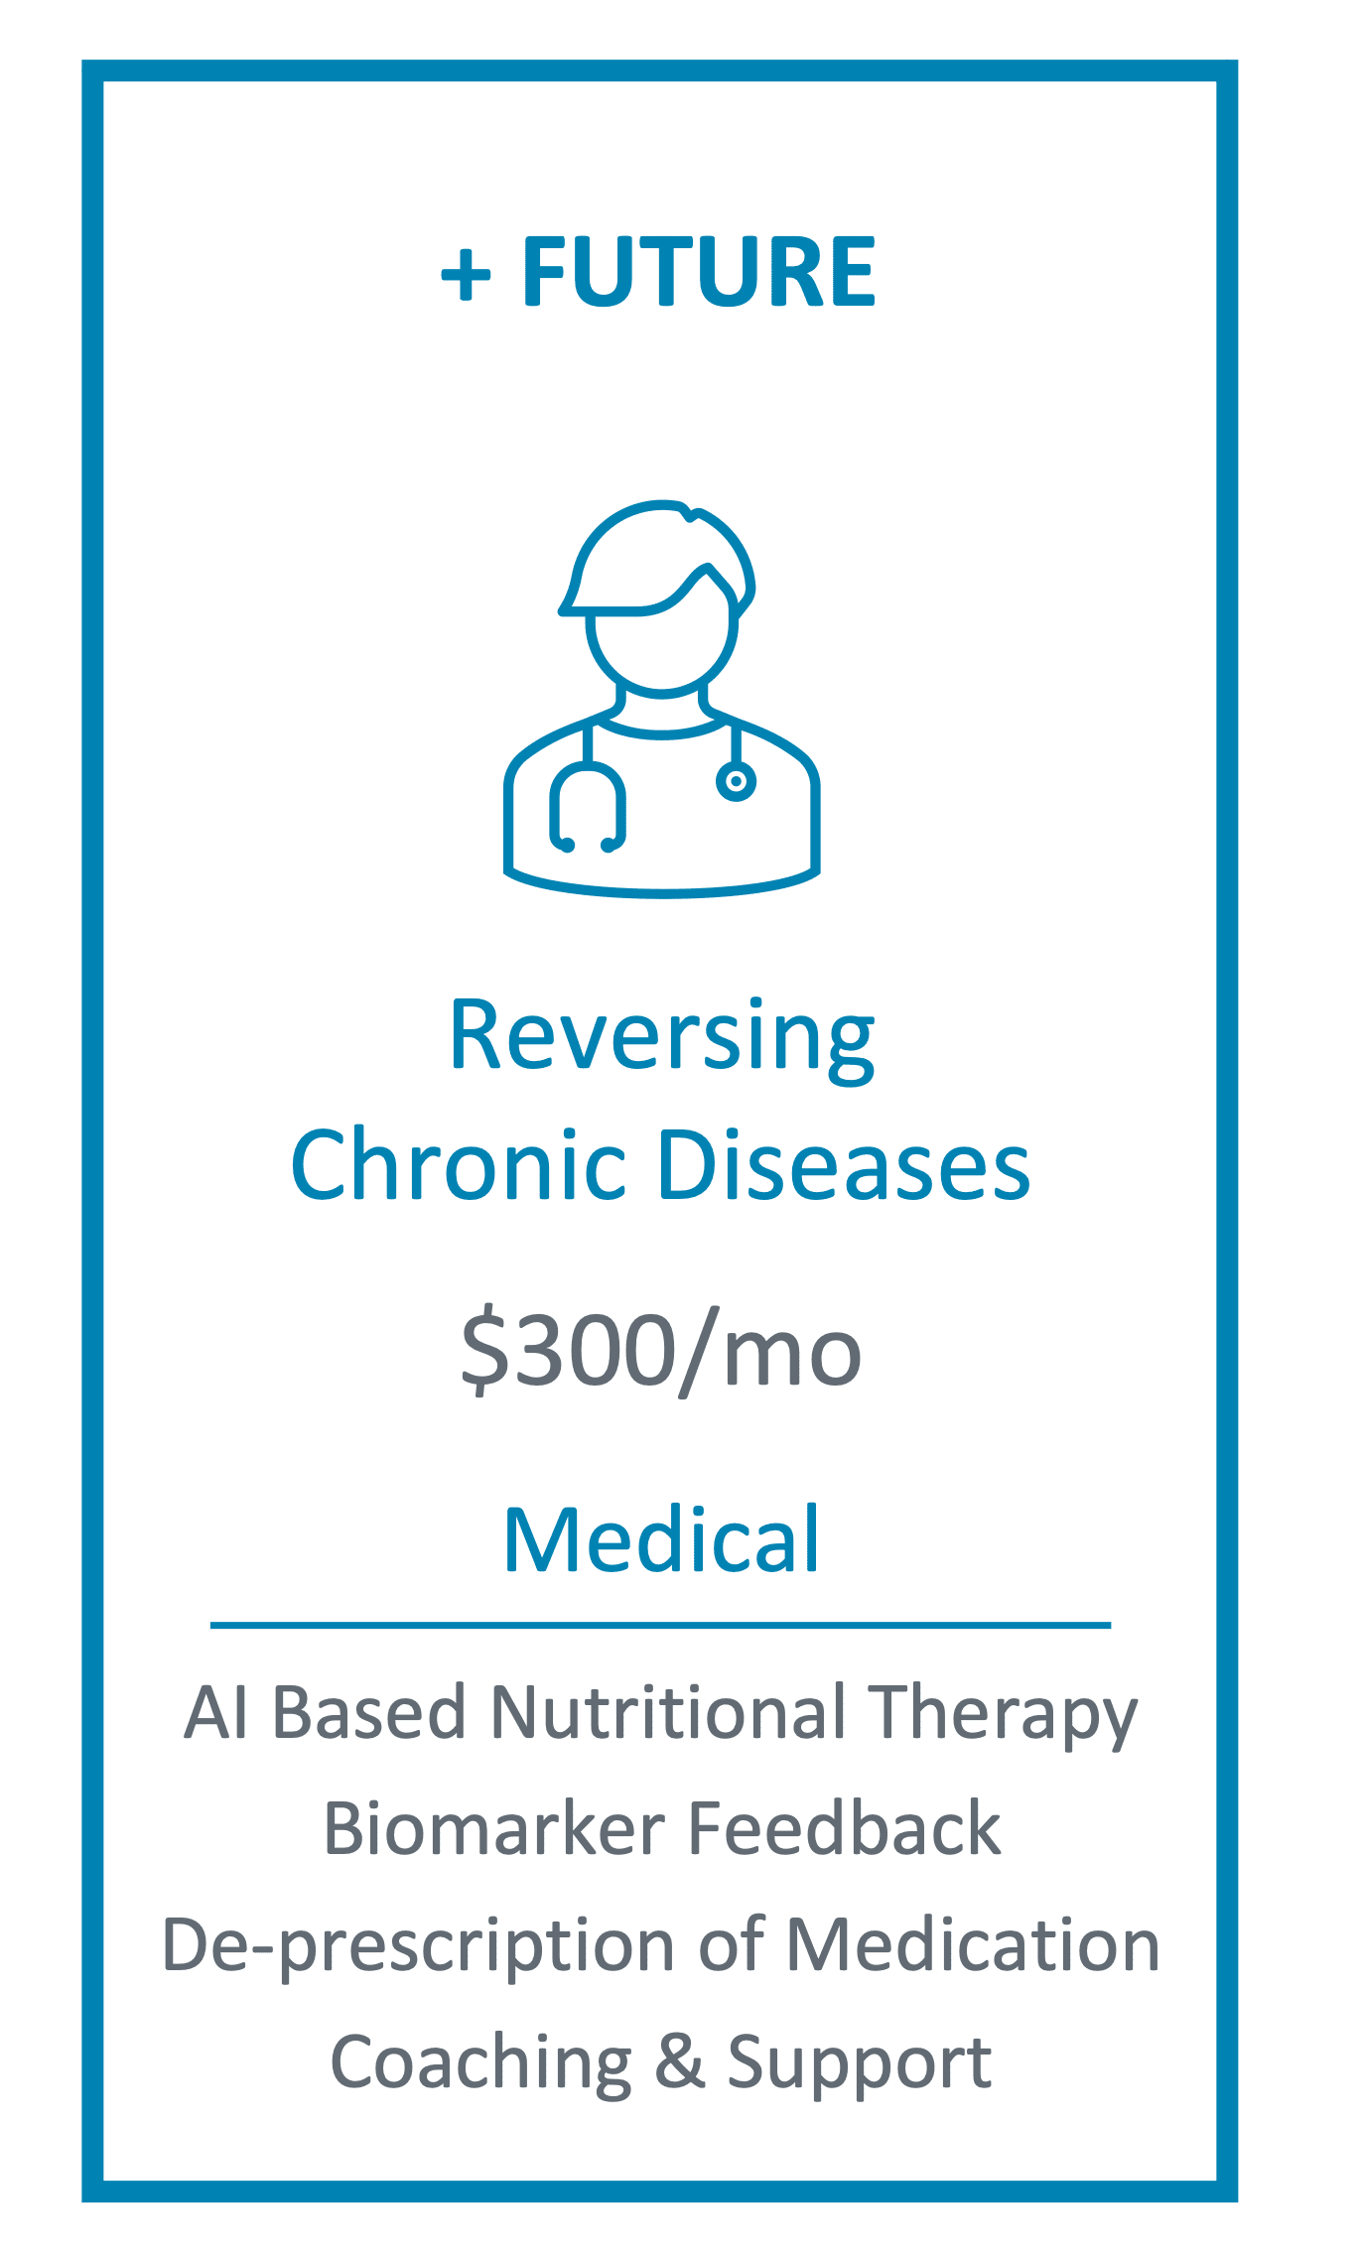 + FUTURE
Reversing
Chronic Diseases
$300/mo
Medical
AI Based Nutritional Therapy
Biomarker Feedback
De-prescription of Medication
Coaching & Support